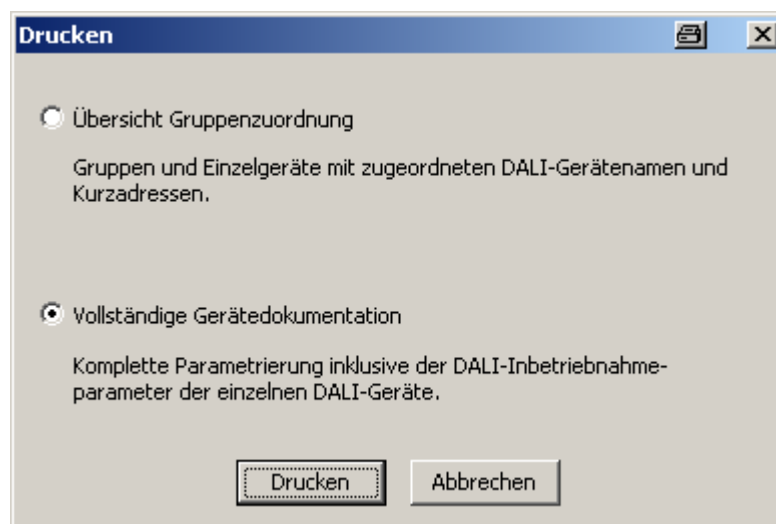 Drucken
Übersicht Gruppenzuordnung
Gruppen und Einzelgeräte mit zugeordneten DALI-Gerätenamen und
Kurzadressen.
Vollständige Gerätedokumentation
Komplette Parametrierung inklusive der DALI-Inbetriebnahme-
parameter der einzelnen DALI-Geräte.
Drucken
Abbrechen